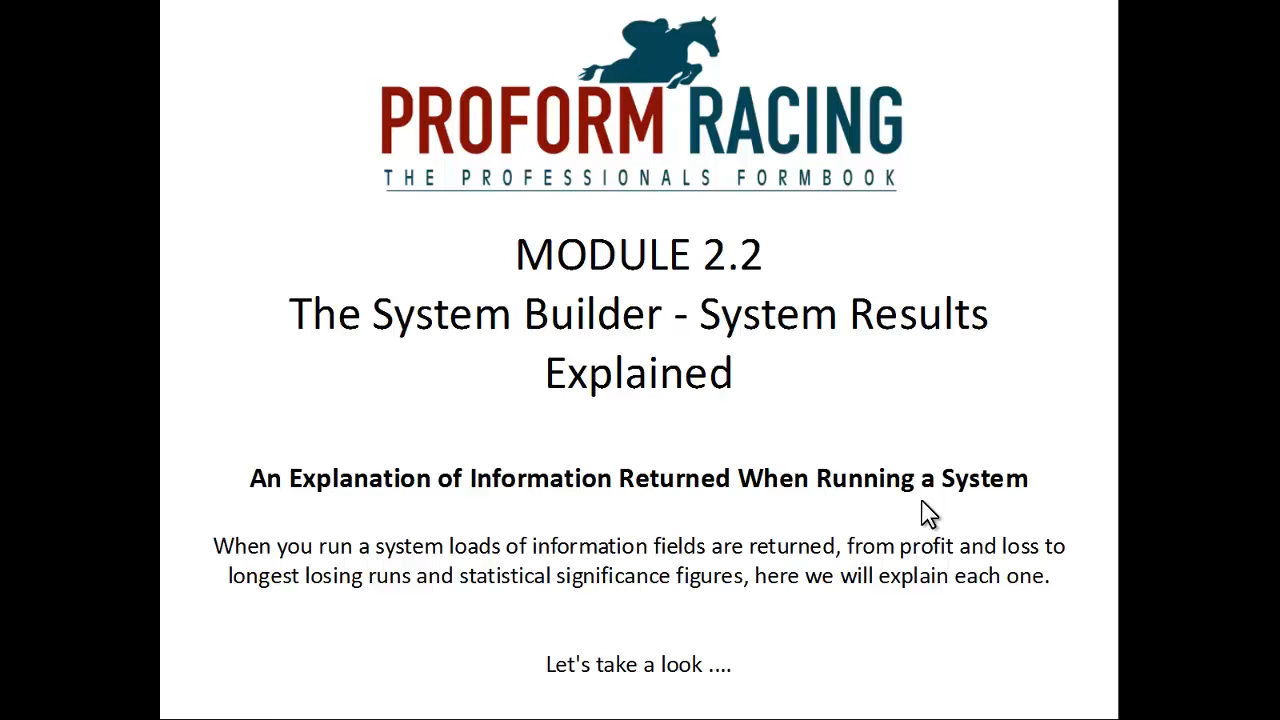 PROFORM RACING
THE PROFESSIONALS FORMBOOK
MODULE 2.2
The System Builder - System Results
Explained
An Explanation of Information Returned When Running a System
When you run a system loads of information fields are returned, from profit and loss to
longest losing runs and statistical significance figures, here we will explain each one.
Let's take a look ....